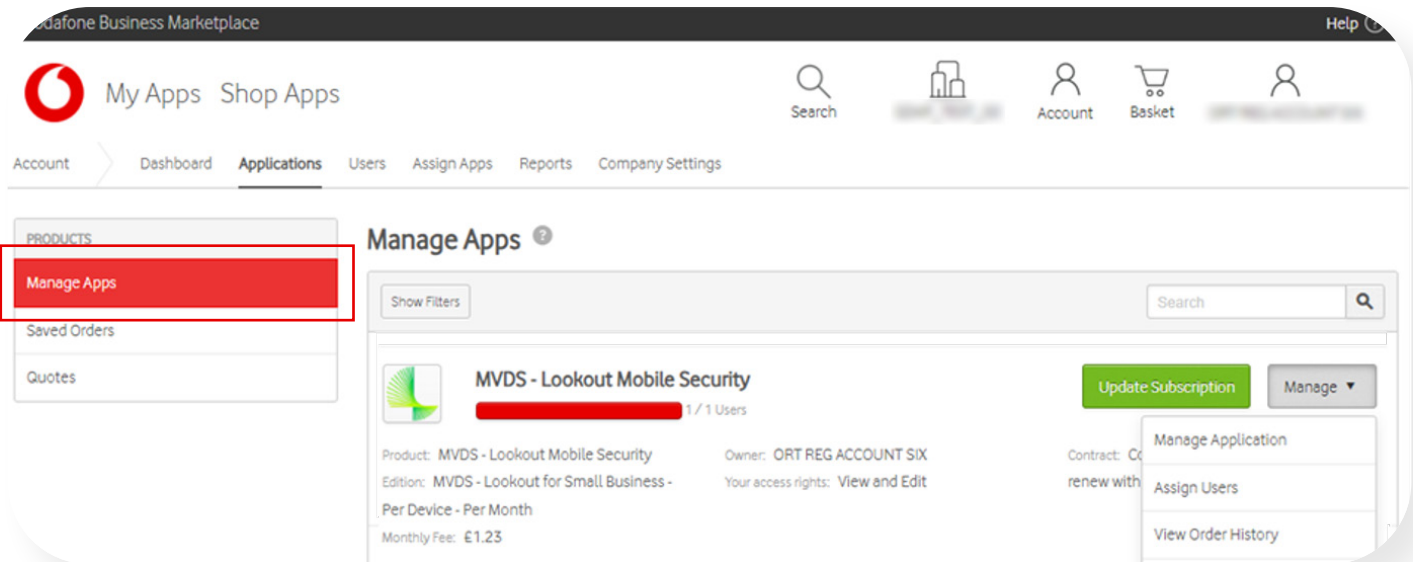 Vodafone Business Marketplace
Help ?
My Apps Shop Apps
Search
Account
Basket
Account
Dashboard Applications Users Assign Apps Reports Company Settings
PRODUCTS
Manage Apps
Saved Orders
Quotes
Manage Apps ?
Show Filters
Search
MVDS - Lookout Mobile Security
1 / 1 Users
Update Subscription
Manage
Product: MVDS - Lookout Mobile Security
Edition: MVDS - Lookout for Small Business -
Per Device - Per Month
Monthly Fee: £1.23
Owner: ORT REG ACCOUNT SIX
Your access rights: View and Edit
Contract:
renew with
Manage Application
Assign Users
View Order History